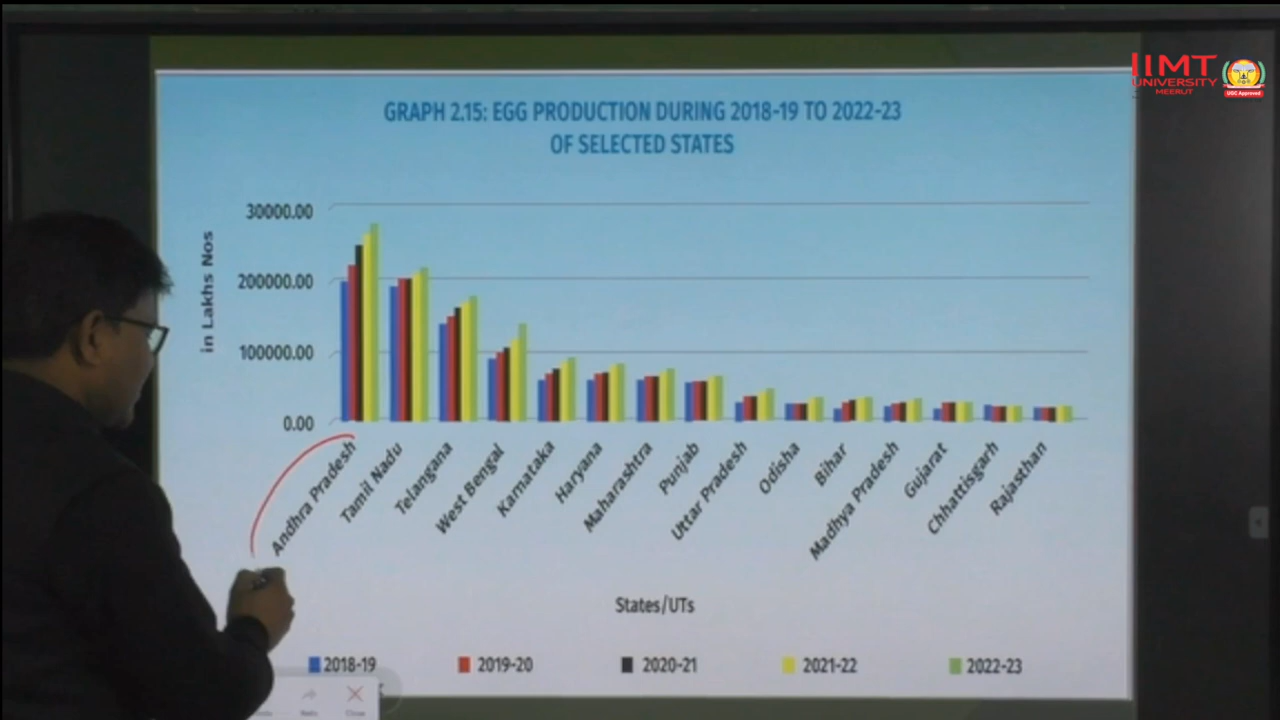 IIMT
UNIVERSITY
MEERUT
UGC Approved
GRAPH 2.15: EGG PRODUCTION DURING 2018-19 TO 2022-23
OF SELECTED STATES
in Lakhs Nos
30000.00
200000.00
100000.00
0.00
Andhra Pradesh
Tamil Nadu
Telangana
West Bengal
Karnataka
Haryana
Maharashtra
Punjab
Uttar Pradesh
Odisha
Bihar
Madhya Pradesh
Gujarat
Chhattisgarh
Rajasthan
States/UTs
2018-19 2019-20 2020-21 2021-22 2022-23
Close